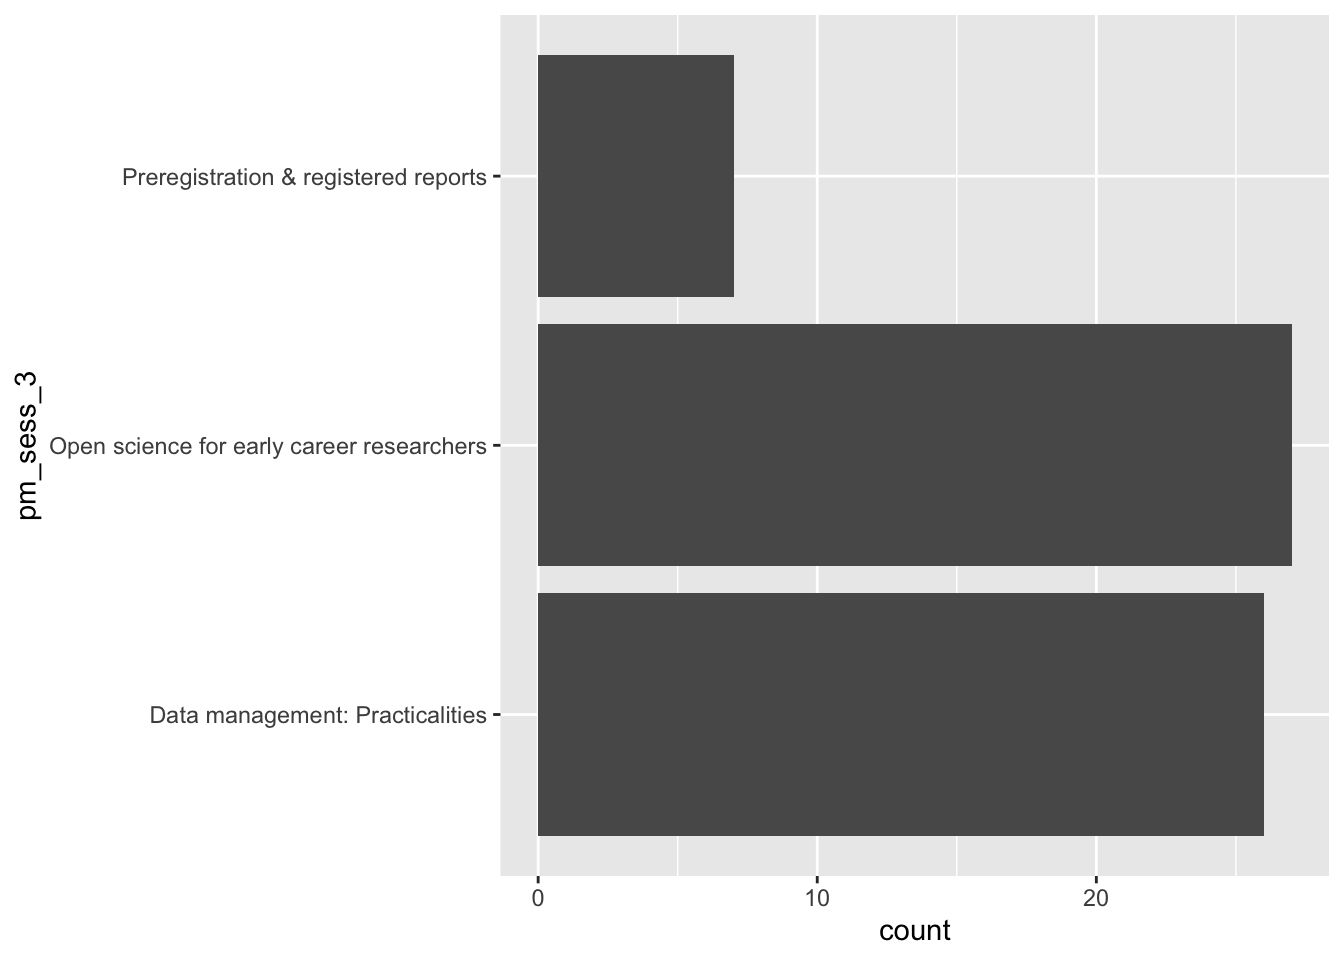 Preregistration & registered reports
Open science for early career researchers
Data management: Practicalities
pm_sess_3
0 10 20
count